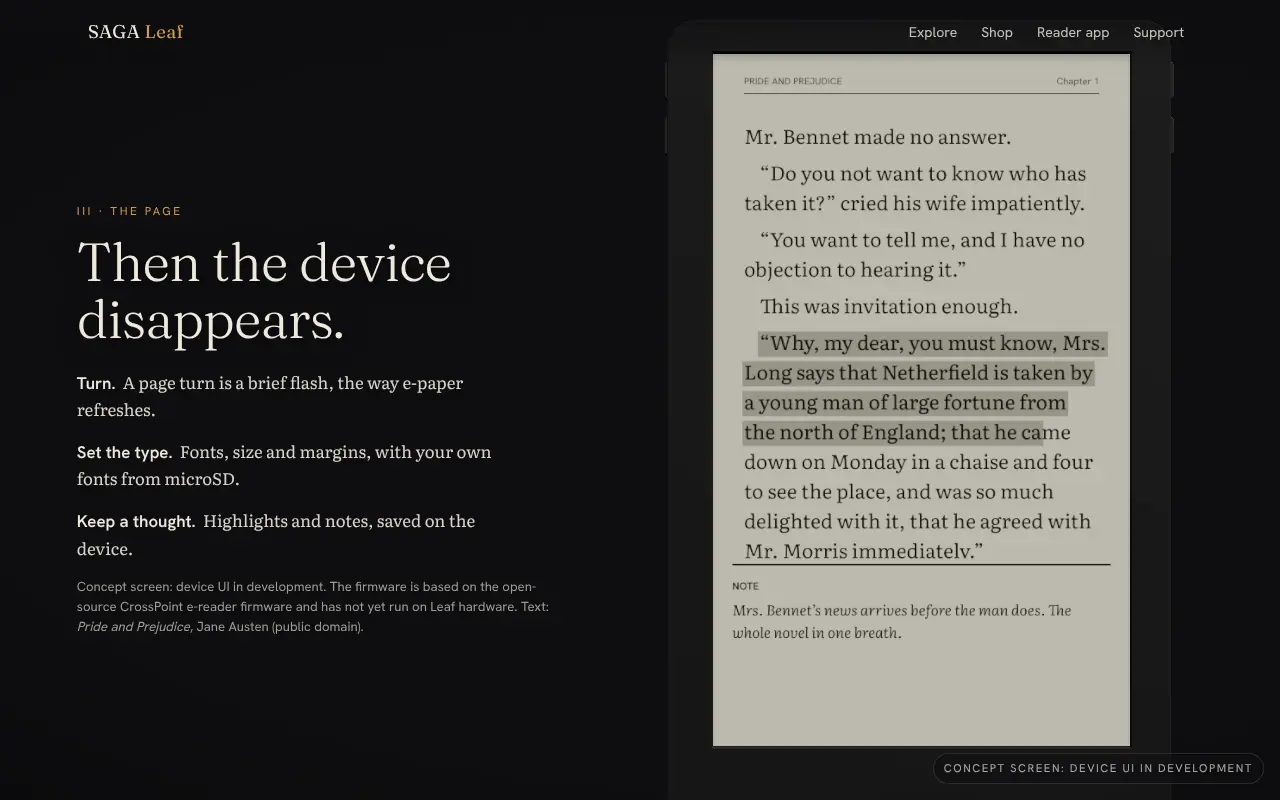 SAGA Leaf
Explore Shop Reader app Support
III · THE PAGE
Then the device
disappears.
Turn. A page turn is a brief flash, the way e-paper
refreshes.
Set the type. Fonts, size and margins, with your own
fonts from microSD.
Keep a thought. Highlights and notes, saved on the
device.
Concept screen: device UI in development. The firmware is based on the open-
source CrossPoint e-reader firmware and has not yet run on Leaf hardware. Text:
Pride and Prejudice, Jane Austen (public domain).
PRIDE AND PREJUDICE Chapter 1
Mr. Bennet made no answer.
“Do you not want to know who has
taken it?” cried his wife impatiently.
“You want to tell me, and I have no
objection to hearing it.”
This was invitation enough.
“Why, my dear, you must know, Mrs.
Long says that Netherfield is taken by
a young man of large fortune from
the north of England; that he came
down on Monday in a chaise and four
to see the place, and was so much
delighted with it, that he agreed with
Mr. Morris immediately.”
NOTE
Mrs. Bennet’s news arrives before the man does. The
whole novel in one breath.
CONCEPT SCREEN: DEVICE UI IN DEVELOPMENT